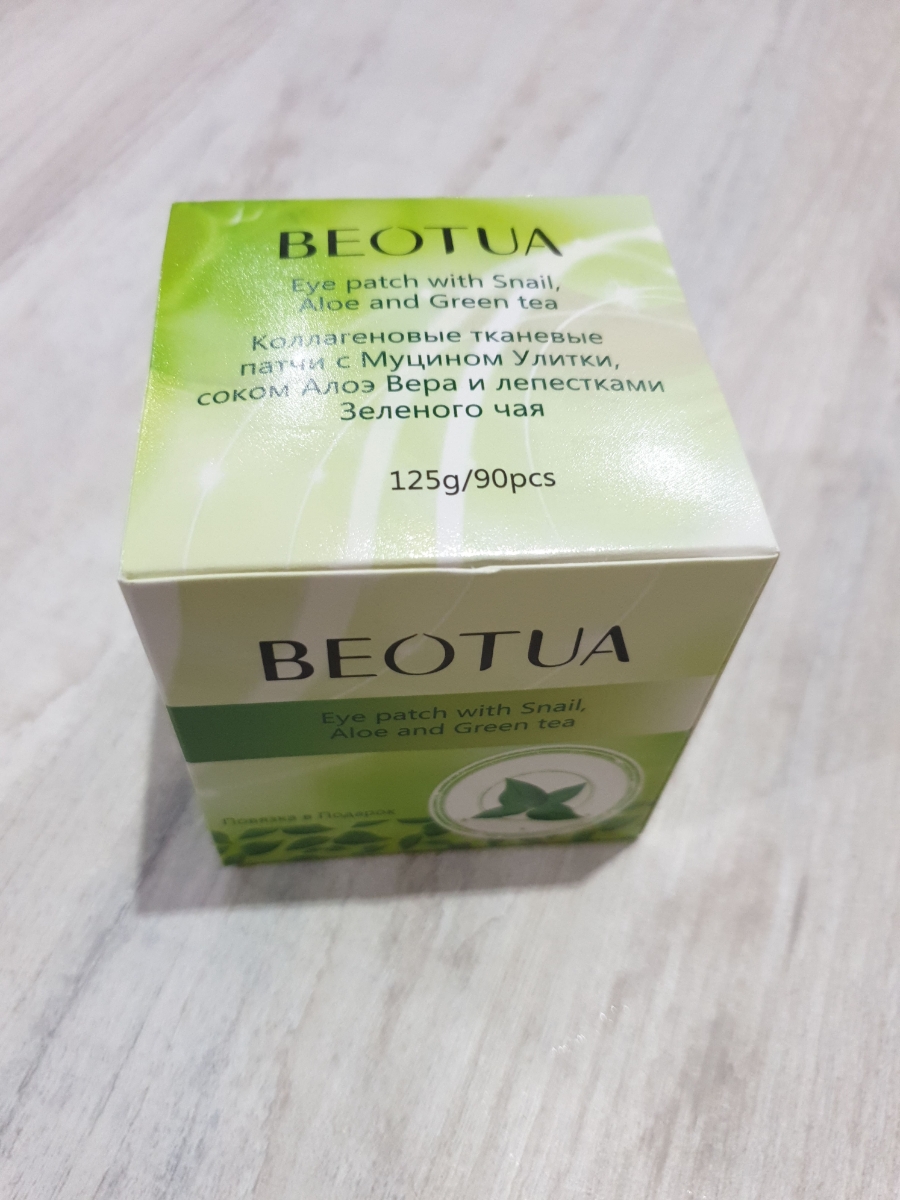 BEOTUA
Eye patch with Snail,
Aloe and Green tea
Коллагеновые тканевые
патчи с Муцином Улитки,
соком Алоэ Вера и лепестками
Зеленого чая
125g/90pcs
BEOTUA
Eye patch with Snail,
Aloe and Green tea
Повязка в Подарок